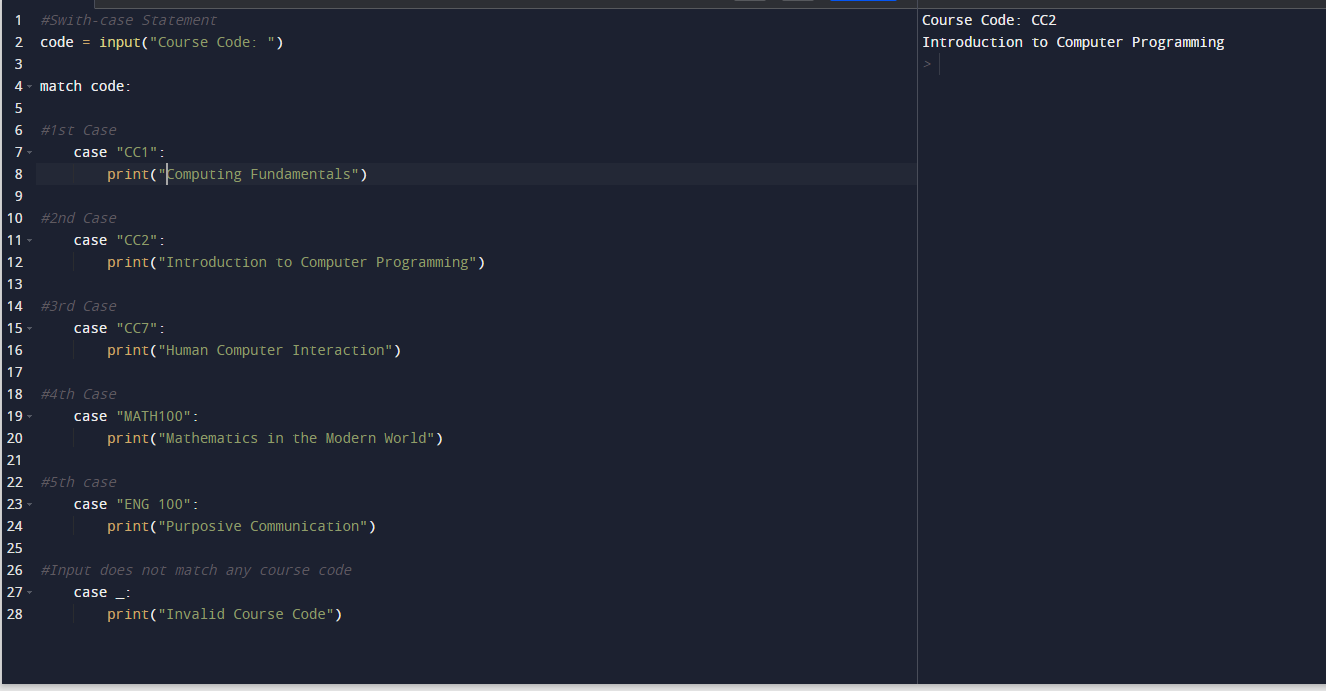 1 #Swith-case Statement
2 code = input("Course Code: ")
3
4 match code:
5
6 #1st Case
7 case "CC1":
8 print("Computing Fundamentals")
9
10 #2nd Case
11 case "CC2":
12 print("Introduction to Computer Programming")
13
14 #3rd Case
15 case "CC7":
16 print("Human Computer Interaction")
17
18 #4th Case
19 case "MATH100":
20 print("Mathematics in the Modern World")
21
22 #5th case
23 case "ENG 100":
24 print("Purposive Communication")
25
26 #Input does not match any course code
27 case _:
28 print("Invalid Course Code")
Course Code: CC2
Introduction to Computer Programming
>